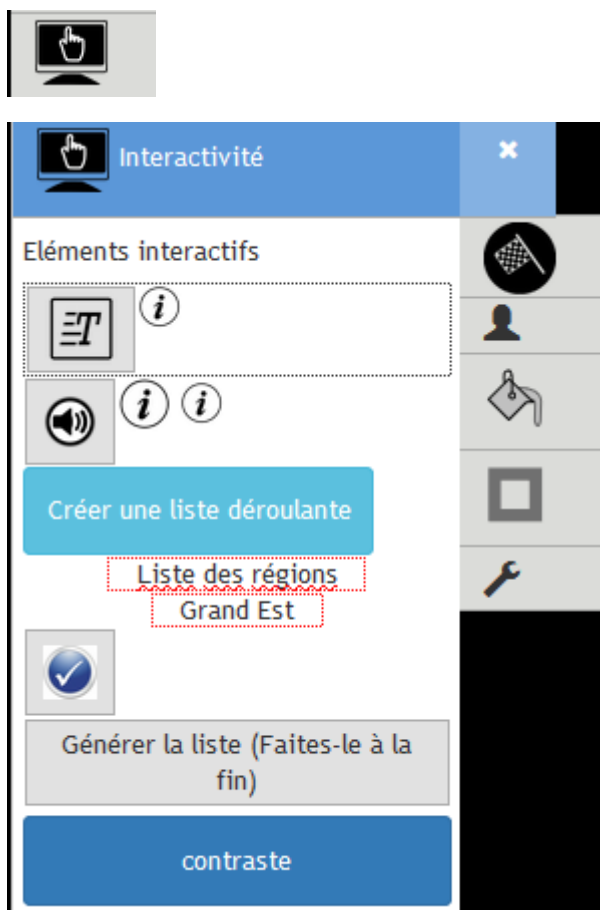 Interactivité
Eléments interactifs
T
i
i i
Créer une liste déroulante
Liste des régions
Grand Est
Générer la liste (Faites-le à la
fin)
contraste